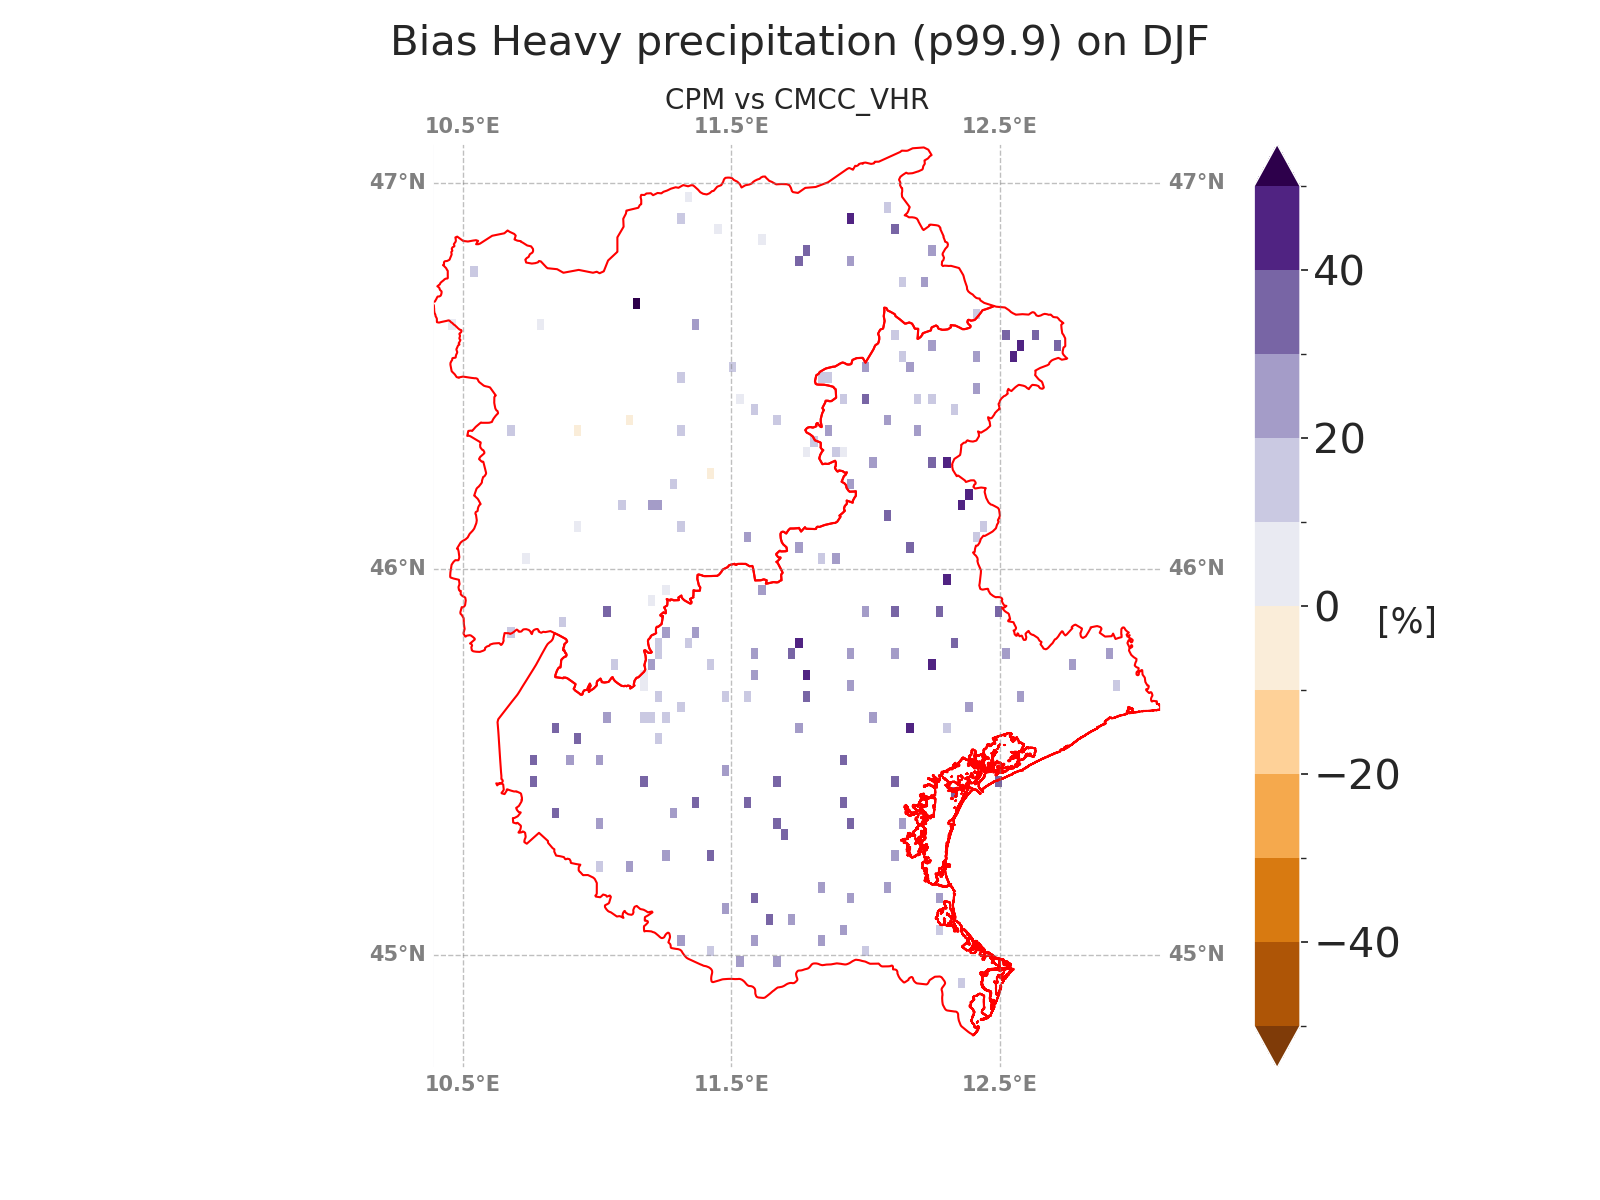 Bias Heavy precipitation (p99.9) on DJF
CPM vs CMCC_VHR
10.5°E 11.5°E 12.5°E
47°N 47°N
40
20
46°N 46°N
0 [%]
−20
−40
45°N 45°N
10.5°E 11.5°E 12.5°E